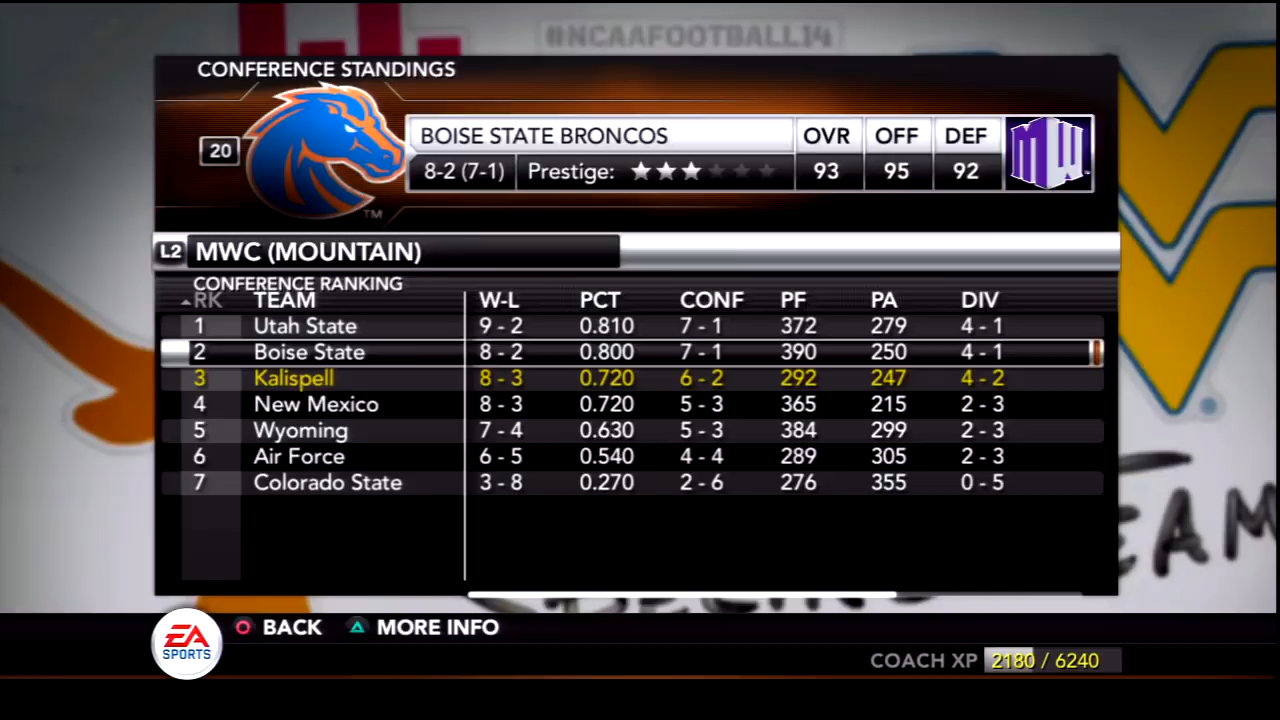 #NCAAFOOTBALL14
CONFERENCE STANDINGS
20
BOISE STATE BRONCOS OVR OFF DEF
8-2 (7-1) Prestige: 93 95 92
MW
TM
L2 MWC (MOUNTAIN)
CONFERENCE RANKING
RK TEAM W-L PCT CONF PF PA DIV
1 Utah State 9 - 2 0.810 7 - 1 372 279 4 - 1
2 Boise State 8 - 2 0.800 7 - 1 390 250 4 - 1
3 Kalispell 8 - 3 0.720 6 - 2 292 247 4 - 2
4 New Mexico 8 - 3 0.720 5 - 3 365 215 2 - 3
5 Wyoming 7 - 4 0.630 5 - 3 384 299 2 - 3
6 Air Force 6 - 5 0.540 4 - 4 289 305 2 - 3
7 Colorado State 3 - 8 0.270 2 - 6 276 355 0 - 5
EA SPORTS
BACK MORE INFO
COACH XP 2180 / 6240